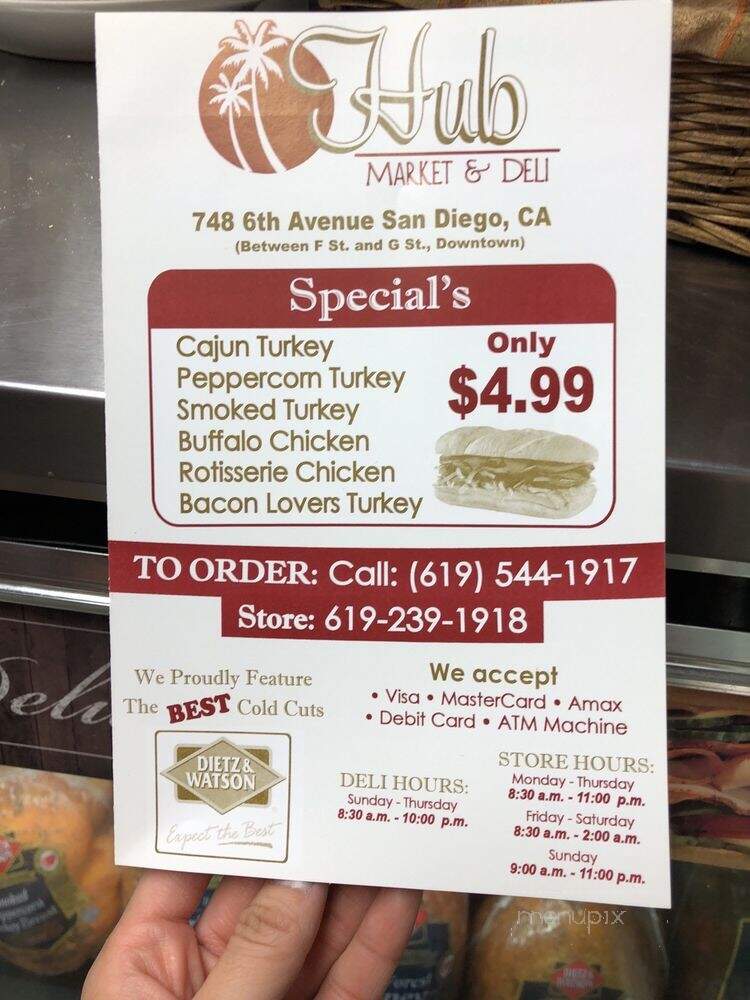 Hub
MARKET & DELI
748 6th Avenue San Diego, CA
(Between F St. and G St., Downtown)
Special's
Cajun Turkey
Peppercorn Turkey
Smoked Turkey
Buffalo Chicken
Rotisserie Chicken
Bacon Lovers Turkey
Only
$4.99
TO ORDER: Call: (619) 544-1917
Store: 619-239-1918
We Proudly Feature
The BEST Cold Cuts
DIETZ &
WATSON
Expect the Best
We accept
• Visa • MasterCard • Amax
• Debit Card • ATM Machine
DELI HOURS:
Sunday - Thursday
8:30 a.m. - 10:00 p.m.
STORE HOURS:
Monday - Thursday
8:30 a.m. - 11:00 p.m.
Friday - Saturday
8:30 a.m. - 2:00 a.m.
Sunday
9:00 a.m. - 11:00 p.m.
menupix
DIETZ &
WATSON